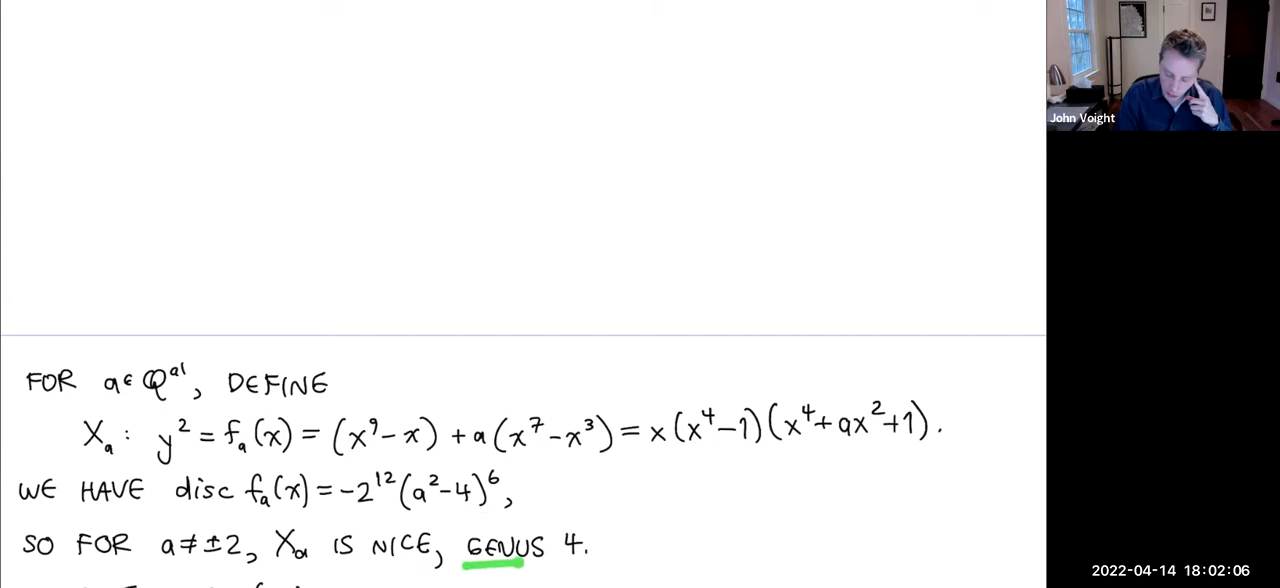 John Voight
FOR a ∈ Q^al, DEFINE
X_a : y² = f_a(x) = (x⁹ − x) + a(x⁷ − x³) = x(x⁴ − 1)(x⁴ + ax² + 1).
WE HAVE disc f_a(x) = −2¹²(a² − 4)⁶,
SO FOR a ≠ ±2, X_a IS NICE, GENUS 4.
2022-04-14 18:02:06